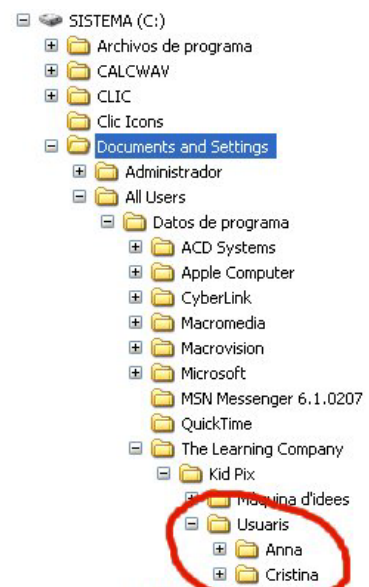 SISTEMA (C:)
Archivos de programa
CALCWAV
CLIC
Clic Icons
Documents and Settings
Administrador
All Users
Datos de programa
ACD Systems
Apple Computer
CyberLink
Macromedia
Macrovision
Microsoft
MSN Messenger 6.1.0207
QuickTime
The Learning Company
Kid Pix
Màquina d'idees
Usuaris
Anna
Cristina